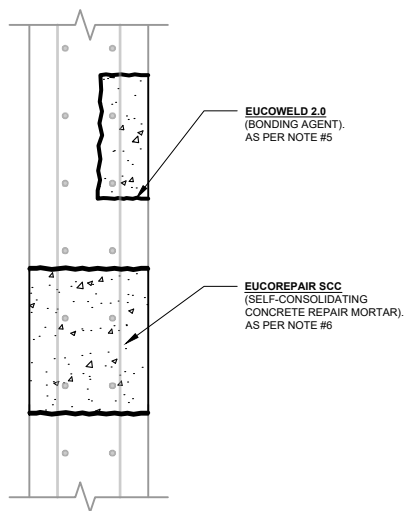 EUCOWELD 2.0
(BONDING AGENT).
AS PER NOTE #5
EUCOREPAIR SCC
(SELF-CONSOLIDATING
CONCRETE REPAIR MORTAR).
AS PER NOTE #6